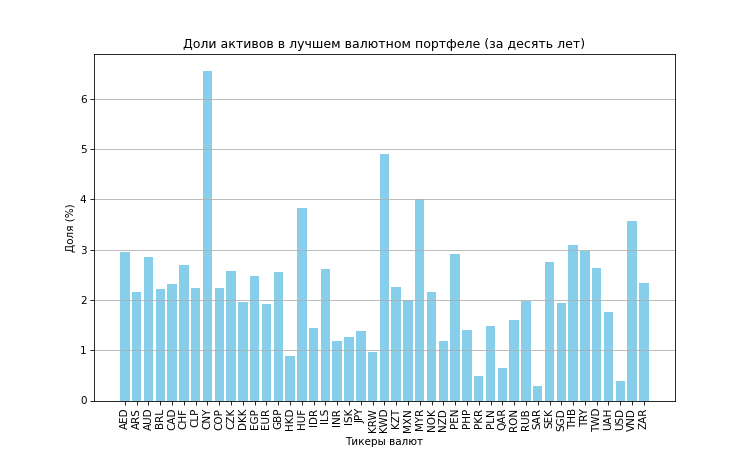 Доли активов в лучшем валютном портфеле (за десять лет)
Доля (%)
6
5
4
3
2
1
0
AED ARS AUD BRL CAD CHF CLP CNY COP CZK DKK EGP EUR GBP HKD HUF IDR ILS INR ISK JPY KRW KWD KZT MXN MYR NOK NZD PEN PHP PKR PLN QAR RON RUB SAR SEK SGD THB TRY TWD UAH USD VND ZAR
Тикеры валют